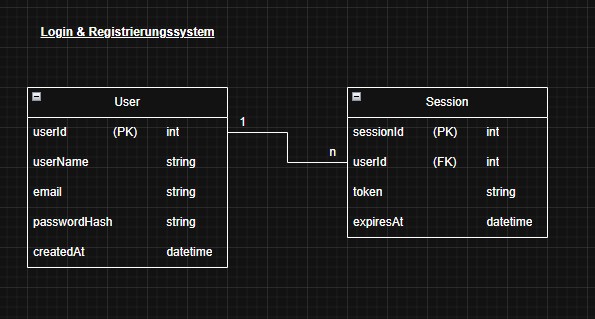 Login & Registrierungssystem
User
userId (PK) int
userName string
email string
passwordHash string
createdAt datetime
1
n
Session
sessionId (PK) int
userId (FK) int
token string
expiresAt datetime